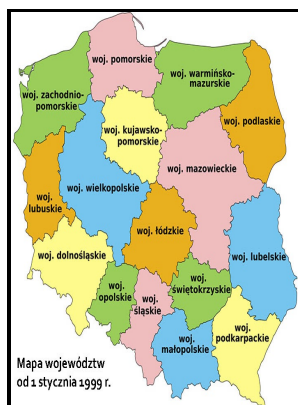 woj. pomorskie
woj. warmińsko-
mazurskie
woj. zachodnio-
pomorskie
woj. podlaskie
woj. kujawsko-
pomorskie
woj. mazowieckie
woj. wielkopolskie
woj.
lubuskie
woj. łódzkie
woj. lubelskie
woj. dolnośląskie
woj.
opolskie
woj.
śląskie
woj.
świętokrzyskie
woj.
podkarpackie
woj.
małopolskie
Mapa województw
od 1 stycznia 1999 r.